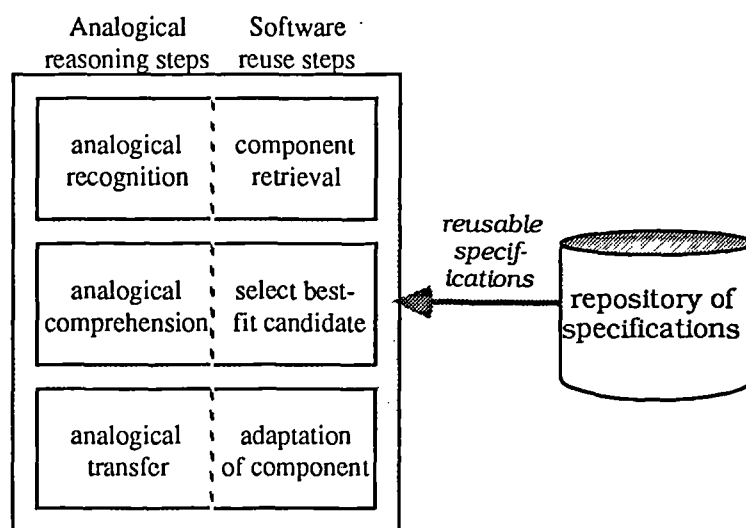 Analogical
reasoning steps
Software
reuse steps
analogical
recognition
component
retrieval
analogical
comprehension
select best-
fit candidate
analogical
transfer
adaptation
of component
reusable
specif-
ications
repository of
specifications